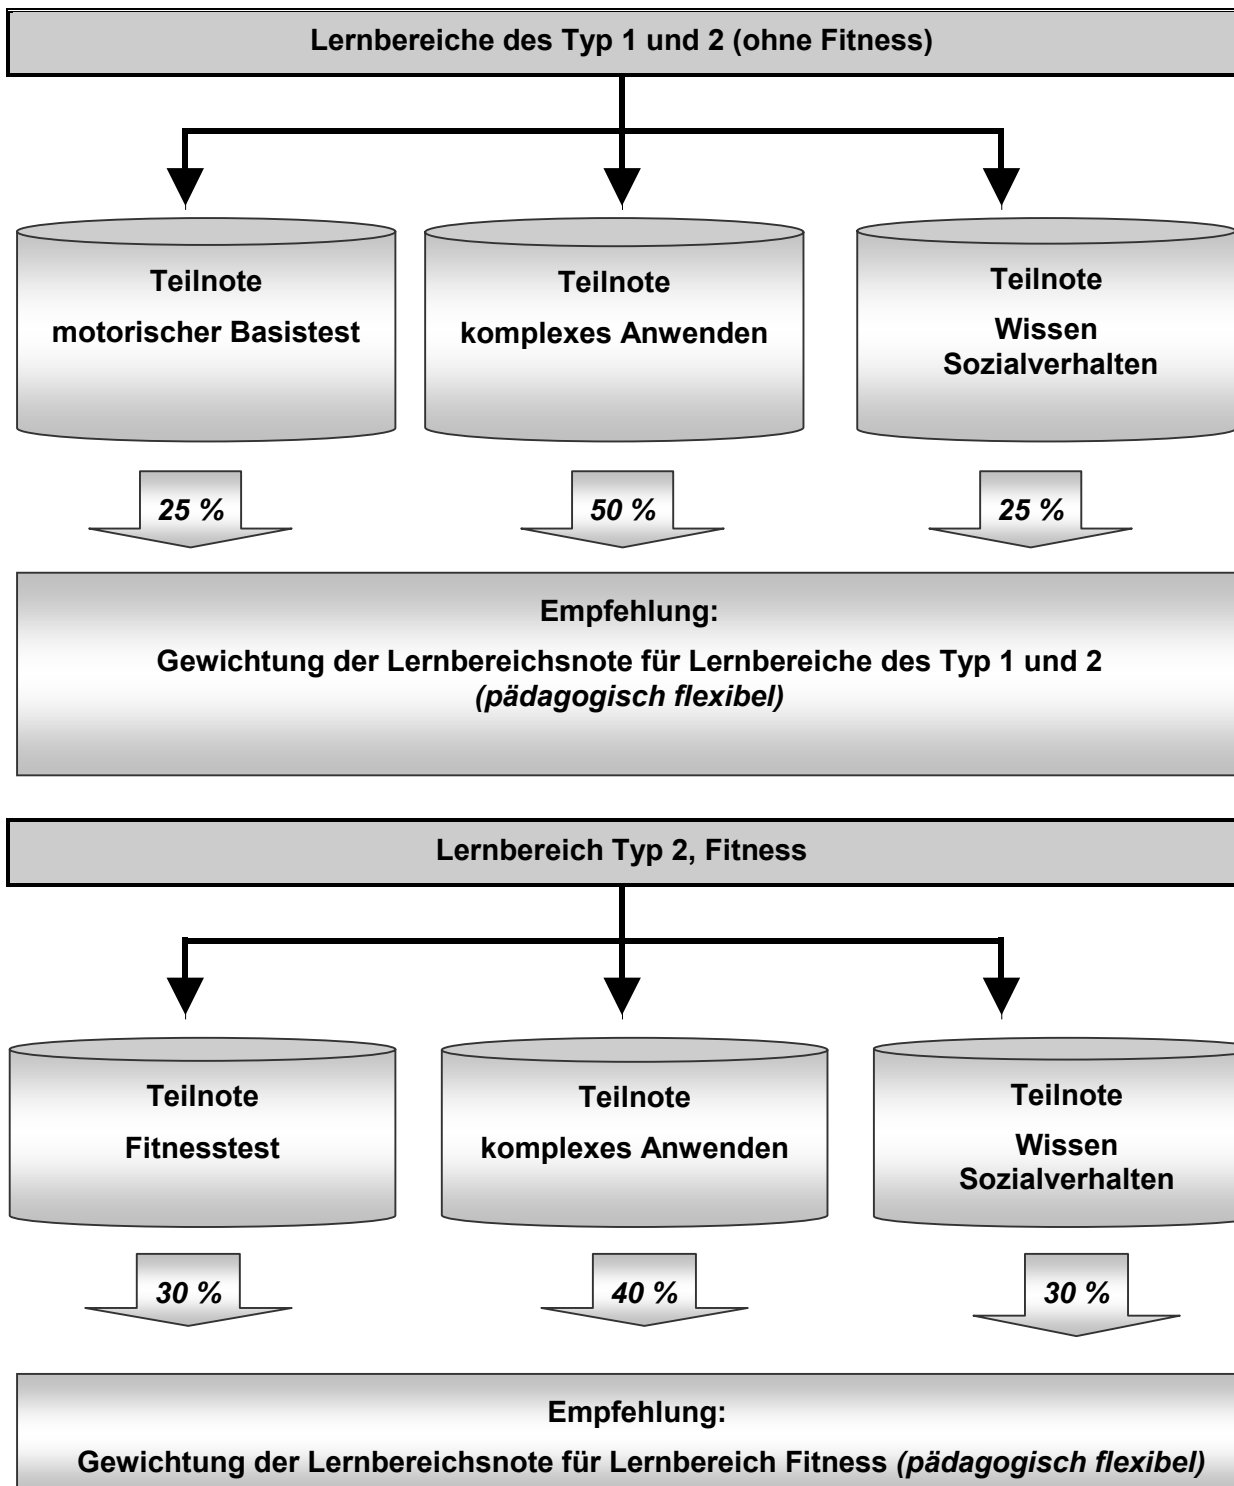 Lernbereiche des Typ 1 und 2 (ohne Fitness)
Teilnote
motorischer Basistest
Teilnote
komplexes Anwenden
Teilnote
Wissen
Sozialverhalten
25 %
50 %
25 %
Empfehlung:
Gewichtung der Lernbereichsnote für Lernbereiche des Typ 1 und 2
(pädagogisch flexibel)
Lernbereich Typ 2, Fitness
Teilnote
Fitnesstest
Teilnote
komplexes Anwenden
Teilnote
Wissen
Sozialverhalten
30 %
40 %
30 %
Empfehlung:
Gewichtung der Lernbereichsnote für Lernbereich Fitness (pädagogisch flexibel)